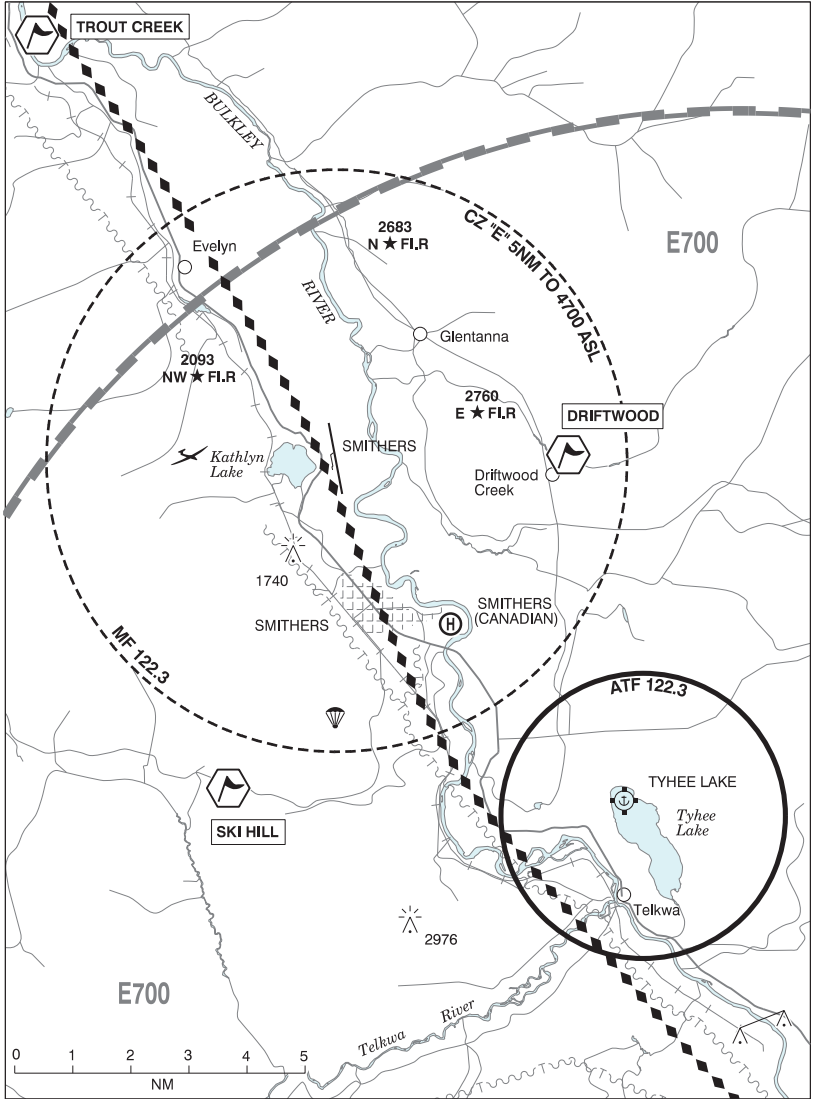 TROUT CREEK
BULKLEY
RIVER
CZ "E" 5NM TO 4700 ASL
2683
N ★ Fl.R
E700
Evelyn
Glentanna
2093
NW ★ Fl.R
2760
E ★ Fl.R
DRIFTWOOD
Kathlyn
Lake
SMITHERS
Driftwood
Creek
1740
SMITHERS
H
SMITHERS
(CANADIAN)
MF 122.3
ATF 122.3
TYHEE LAKE
Tyhee
Lake
SKI HILL
Telkwa
2976
E700
Telkwa River
0 1 2 3 4 5
NM